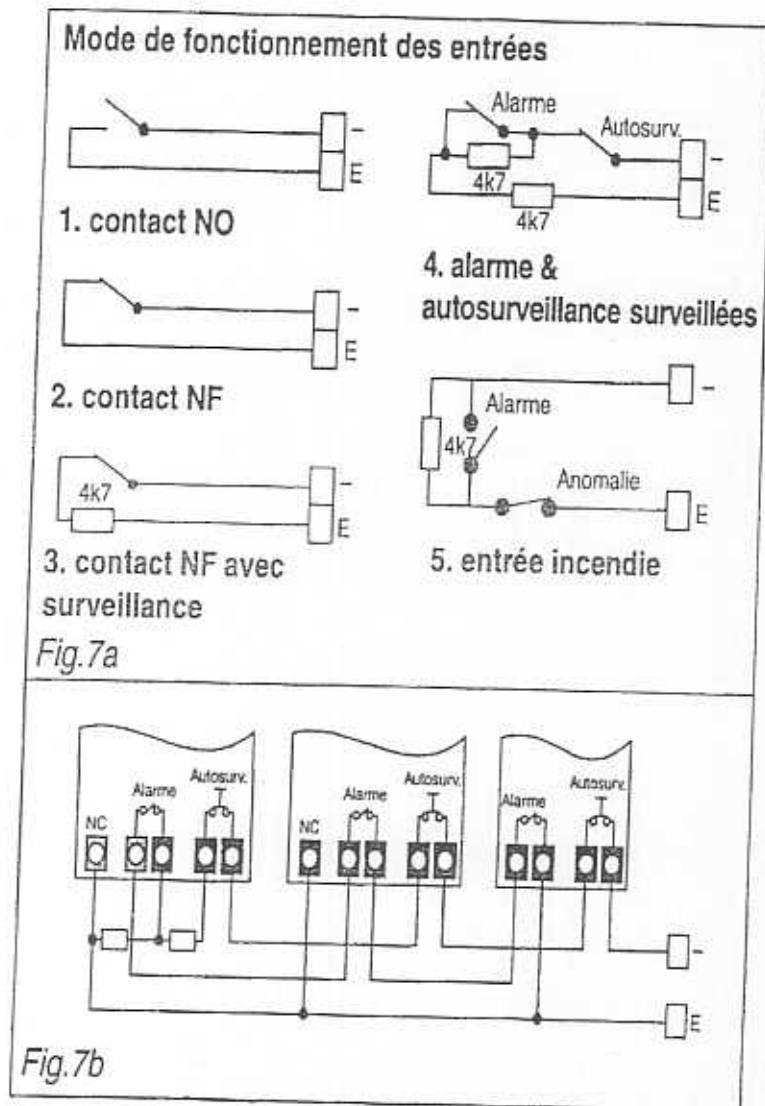 Mode de fonctionnement des entrées
-
E
1. contact NO
-
E
2. contact NF
4k7
-
E
3. contact NF avec
surveillance
Fig.7a
Alarme
Autosurv.
4k7
4k7
-
E
4. alarme &
autosurveillance surveillées
-
Alarme
4k7
Anomalie
E
5. entrée incendie
NC
Alarme
Autosurv.
NC
Alarme
Autosurv.
Alarme
Autosurv.
-
E
Fig.7b